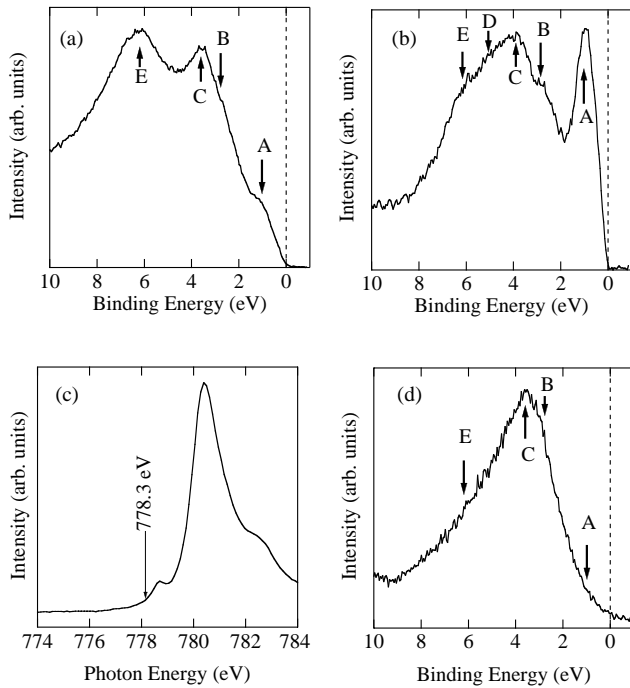 (a)
B
E
C
A
Intensity (arb. units)
10
8
6
4
2
0
Binding Energy (eV)
(b)
D
E
B
C
A
Intensity (arb. units)
10
8
6
4
2
0
Binding Energy (eV)
(c)
778.3 eV
Intensity (arb. units)
774
776
778
780
782
784
Photon Energy (eV)
(d)
B
E
C
A
Intensity (arb. units)
10
8
6
4
2
0
Binding Energy (eV)